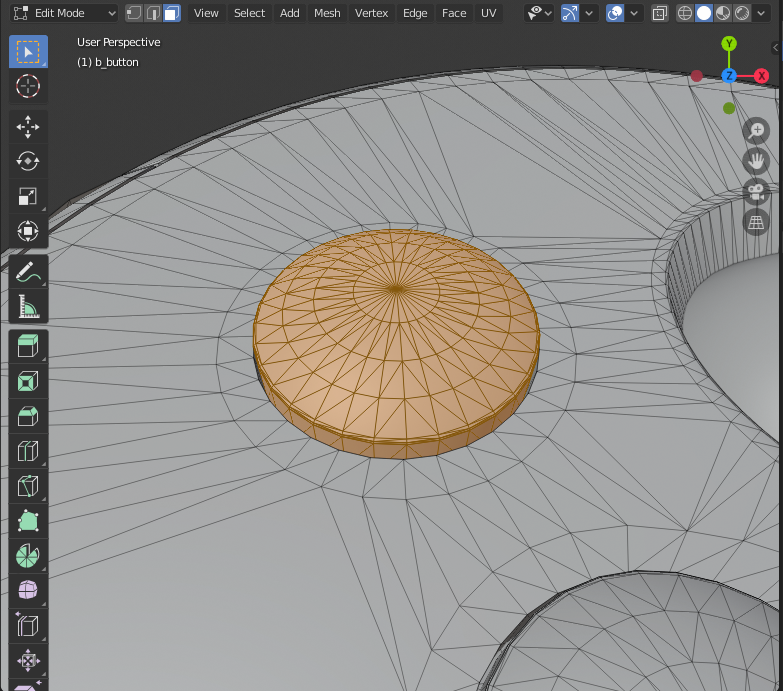 Edit Mode View Select Add Mesh Vertex Edge Face UV
User Perspective
(1) b_button
Y
Z X